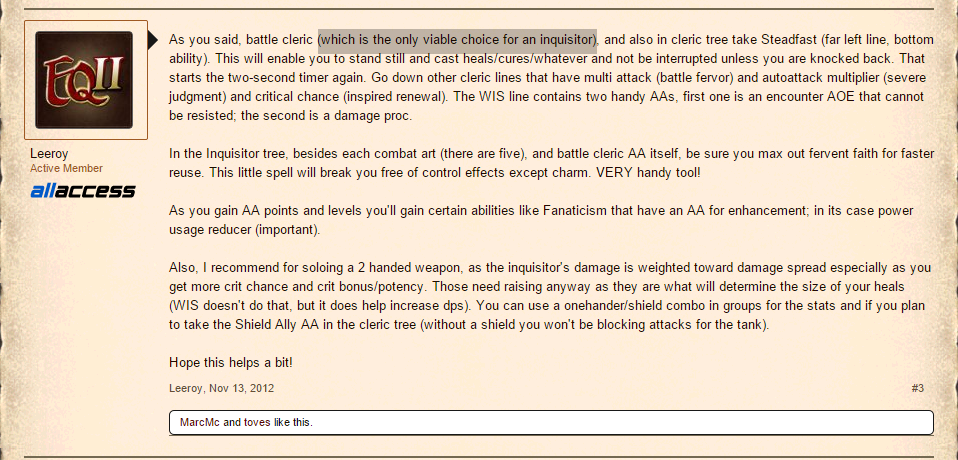 As you said, battle cleric (which is the only viable choice for an inquisitor), and also in cleric tree take Steadfast (far left line, bottom
ability). This will enable you to stand still and cast heals/cures/whatever and not be interrupted unless you are knocked back. That
starts the two-second timer again. Go down other cleric lines that have multi attack (battle fervor) and autoattack multiplier (severe
judgment) and critical chance (inspired renewal). The WIS line contains two handy AAs, first one is an encounter AOE that cannot
be resisted; the second is a damage proc.
In the Inquisitor tree, besides each combat art (there are five), and battle cleric AA itself, be sure you max out fervent faith for faster
reuse. This little spell will break you free of control effects except charm. VERY handy tool!
As you gain AA points and levels you'll gain certain abilities like Fanaticism that have an AA for enhancement; in its case power
usage reducer (important).
Also, I recommend for soloing a 2 handed weapon, as the inquisitor's damage is weighted toward damage spread especially as you
get more crit chance and crit bonus/potency. Those need raising anyway as they are what will determine the size of your heals
(WIS doesn't do that, but it does help increase dps). You can use a onehander/shield combo in groups for the stats and if you plan
to take the Shield Ally AA in the cleric tree (without a shield you won't be blocking attacks for the tank).
Hope this helps a bit!
Leeroy, Nov 13, 2012 #3
MarcMc and toves like this.
EQII
Leeroy
Active Member
allaccess